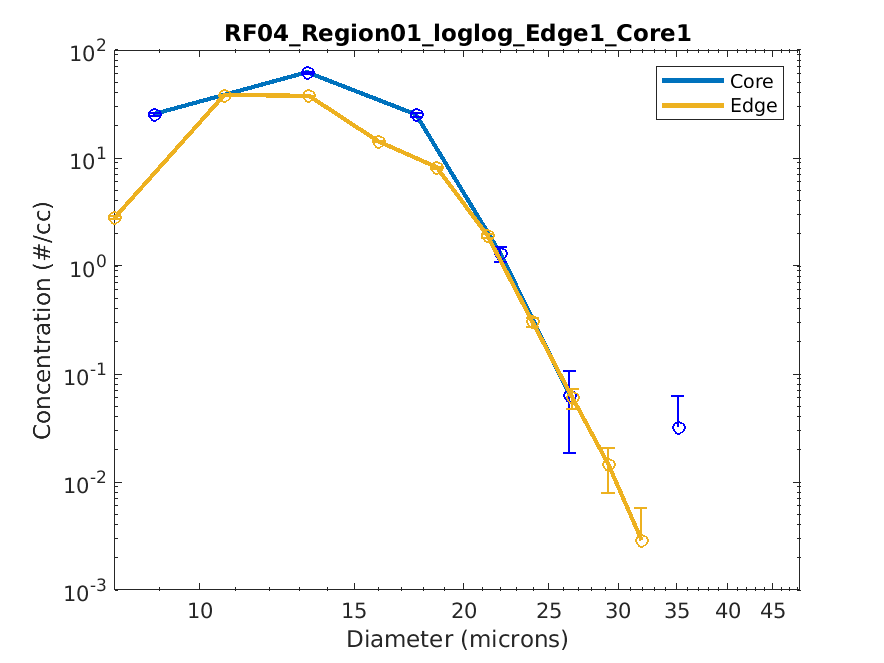 RF04_Region01_loglog_Edge1_Core1
10^2
10^1
10^0
10^-1
10^-2
10^-3
Concentration (#/cc)
Core
Edge
10 15 20 25 30 35 40 45
Diameter (microns)